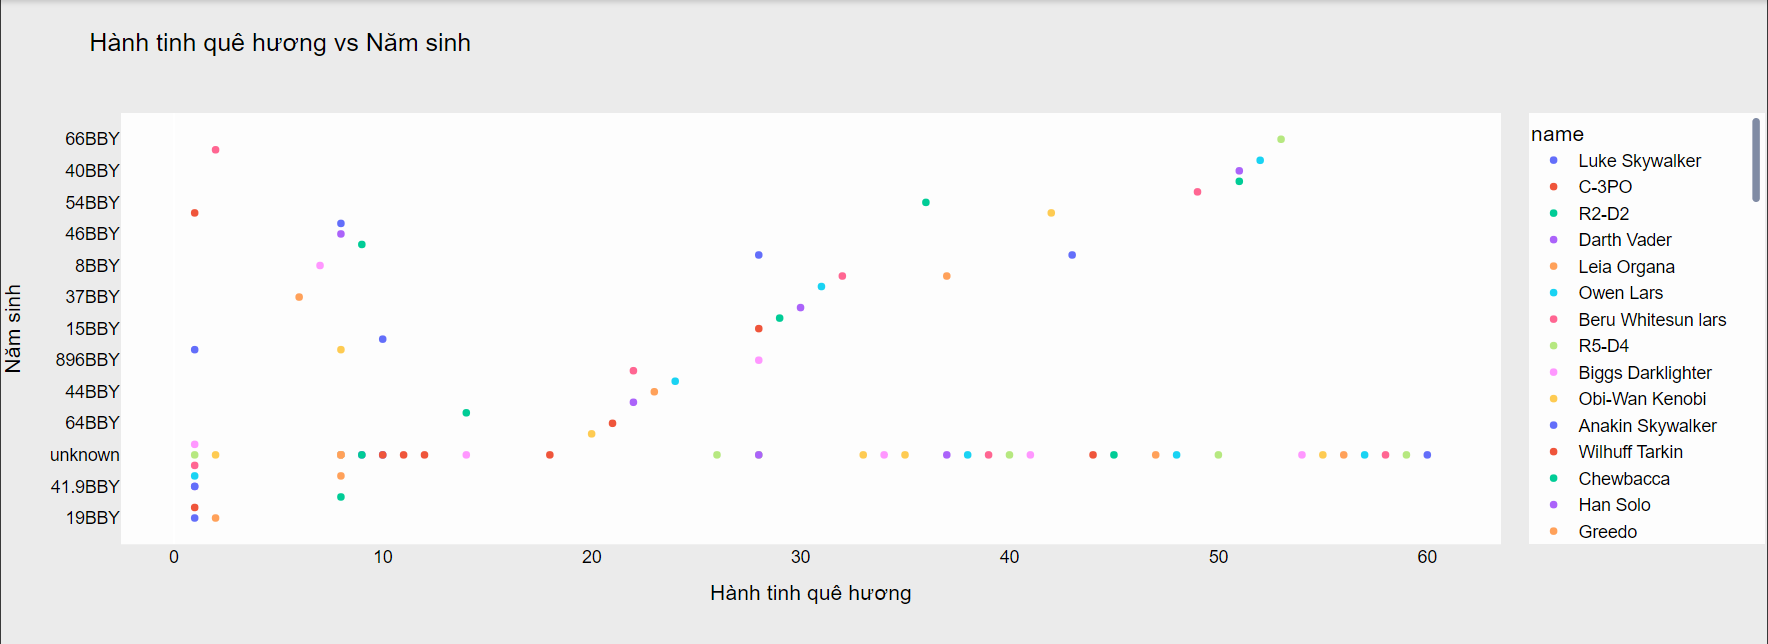 Hành tinh quê hương vs Năm sinh
Năm sinh
66BBY
40BBY
54BBY
46BBY
8BBY
37BBY
15BBY
896BBY
44BBY
64BBY
unknown
41.9BBY
19BBY
0 10 20 30 40 50 60
Hành tinh quê hương
name
Luke Skywalker
C-3PO
R2-D2
Darth Vader
Leia Organa
Owen Lars
Beru Whitesun lars
R5-D4
Biggs Darklighter
Obi-Wan Kenobi
Anakin Skywalker
Wilhuff Tarkin
Chewbacca
Han Solo
Greedo